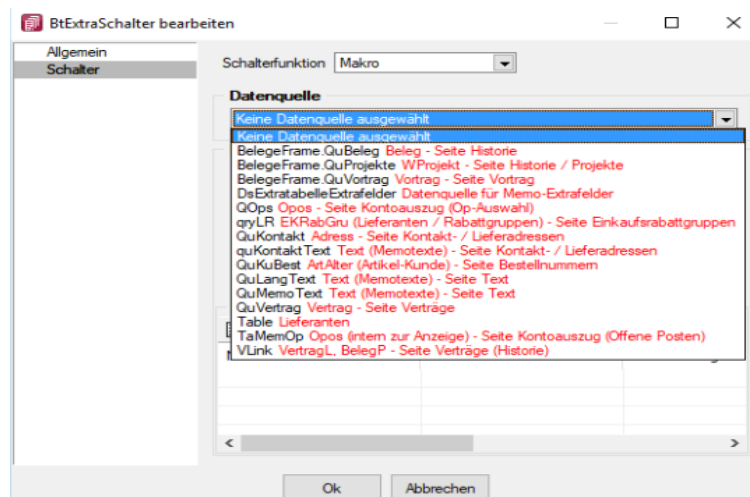 BtExtraSchalter bearbeiten
Allgemein
Schalter
Schalterfunktion Makro
Datenquelle
Keine Datenquelle ausgewählt
Keine Datenquelle ausgewählt
BelegeFrame.QuBeleg Beleg - Seite Historie
BelegeFrame.QuProjekte WProjekt - Seite Historie / Projekte
BelegeFrame.QuVortrag Vortrag - Seite Vortrag
DsExtratabelleExtrafelder Datenquelle für Memo-Extrafelder
QOps Opos - Seite Kontoauszug (Op-Auswahl)
qryLR EKRabGru (Lieferanten / Rabattgruppen) - Seite Einkaufsrabattgruppen
QuKontakt Adress - Seite Kontakt- / Lieferadressen
quKontaktText Text (Memotexte) - Seite Kontakt- / Lieferadressen
QuKuBest ArtAlter (Artikel-Kunde) - Seite Bestellnummern
QuLangText Text (Memotexte) - Seite Text
QuMemoText Text (Memotexte) - Seite Text
QuVertrag Vertrag - Seite Verträge
Table Lieferanten
TaMemOp Opos (intern zur Anzeige) - Seite Kontoauszug (Offene Posten)
VLink VertragL, BelegP - Seite Verträge (Historie)
Ok Abbrechen